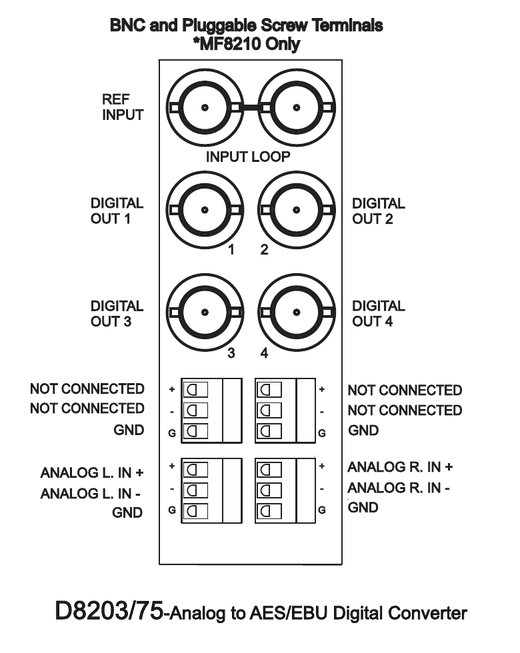 BNC and Pluggable Screw Terminals
*MF8210 Only
REF
INPUT
INPUT LOOP
DIGITAL
OUT 1
DIGITAL
OUT 2
1 2
DIGITAL
OUT 3
DIGITAL
OUT 4
3 4
NOT CONNECTED + + NOT CONNECTED
NOT CONNECTED - - NOT CONNECTED
GND G G GND
ANALOG L. IN + + + ANALOG R. IN +
ANALOG L. IN - - - ANALOG R. IN -
GND G G GND
D8203/75-Analog to AES/EBU Digital Converter